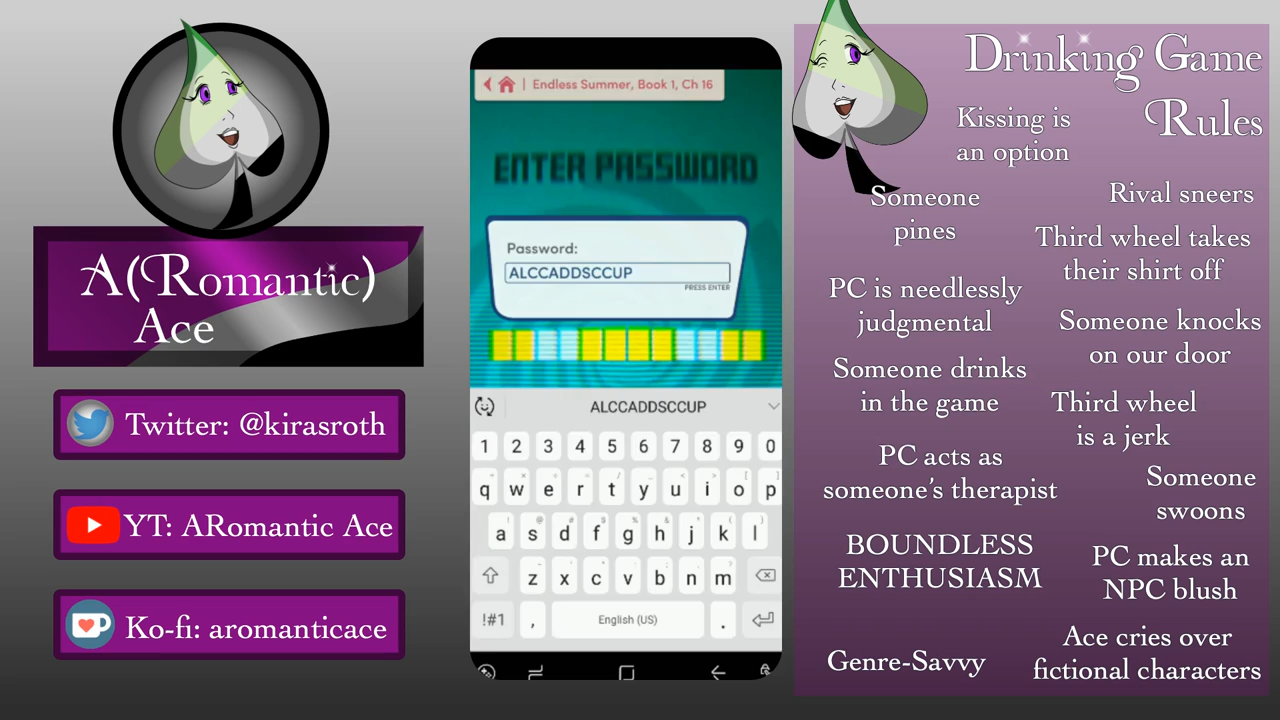 A(Romantic)
Ace
Twitter: @kirasroth
YT: ARomantic Ace
Ko-fi: aromanticace
Endless Summer, Book 1, Ch 16
ENTER PASSWORD
Password:
ALCCADDSCCUP
PRESS ENTER
ALCCADDSCCUP
1 2 3 4 5 6 7 8 9 0
q w e r t y u i o p
a s d f g h j k l
z x c v b n m
!#1 , English (US) .
Drinking Game
Rules
Kissing is
an option
Someone
pines
Rival sneers
Third wheel takes
their shirt off
PC is needlessly
judgmental
Someone knocks
on our door
Someone drinks
in the game
Third wheel
is a jerk
PC acts as
someone's therapist
Someone
swoons
BOUNDLESS
ENTHUSIASM
PC makes an
NPC blush
Genre-Savvy
Ace cries over
fictional characters